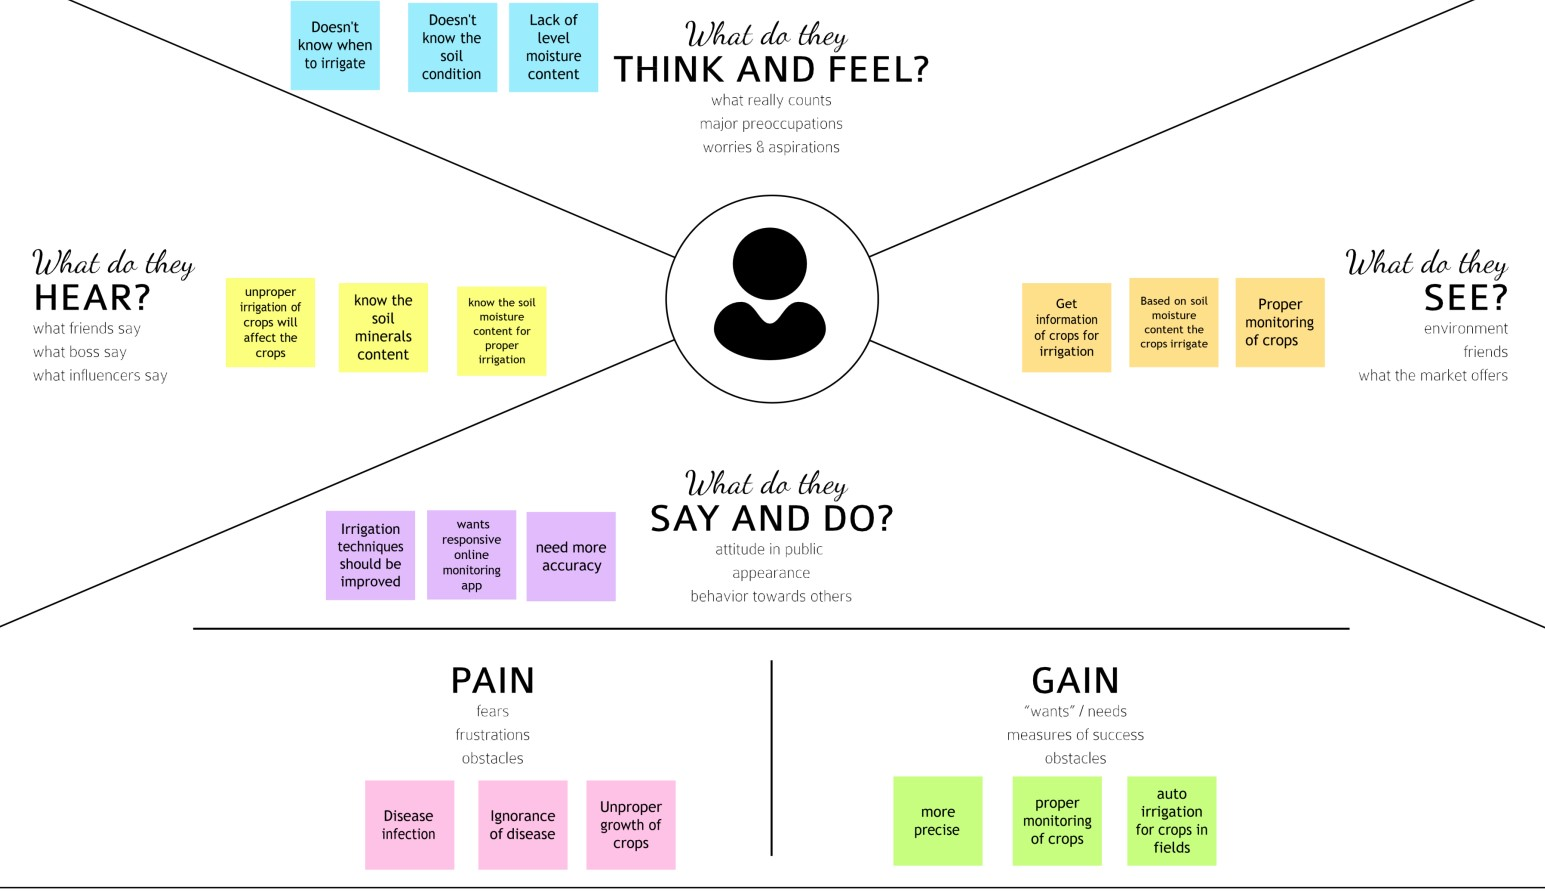 Doesn't
know when
to irrigate
Doesn't
know the
soil
condition
Lack of
level
moisture
content
What do they
THINK AND FEEL?
what really counts
major preoccupations
worries & aspirations
What do they
HEAR?
what friends say
what boss say
what influencers say
unproper
irrigation of
crops will
affect the
crops
know the
soil
minerals
content
know the soil
moisture
content for
proper
irrigation
Get
information
of crops for
irrigation
Based on soil
moisture
content the
crops irrigate
Proper
monitoring
of crops
What do they
SEE?
environment
friends
what the market offers
What do they
SAY AND DO?
attitude in public
appearance
behavior towards others
Irrigation
techniques
should be
improved
wants
responsive
online
monitoring
app
need more
accuracy
PAIN
fears
frustrations
obstacles
Disease
infection
Ignorance
of disease
Unproper
growth of
crops
GAIN
“wants” / needs
measures of success
obstacles
more
precise
proper
monitoring
of crops
auto
irrigation
for crops in
fields